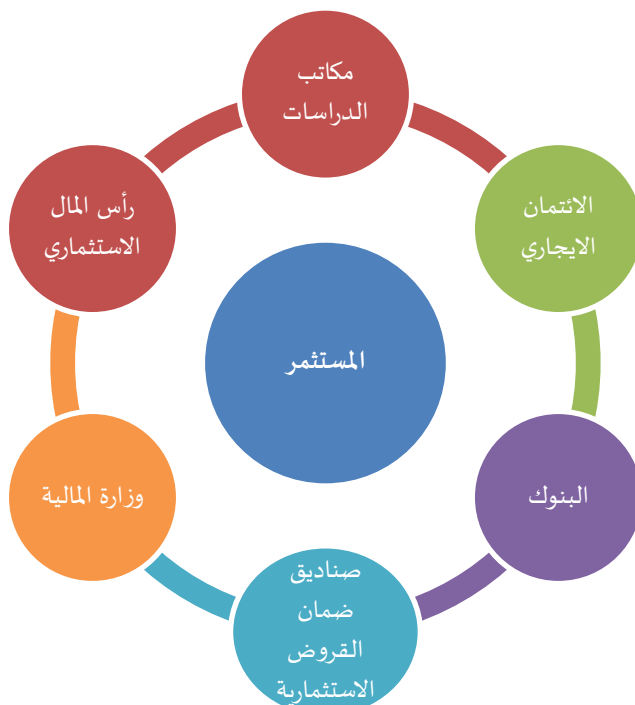 مكاتب
الدراسات
الائتمان
الايجاري
البنوك
صناديق
ضمان
القروض
الاستثمارية
وزارة المالية
رأس المال
الاستثماري
المستثمر